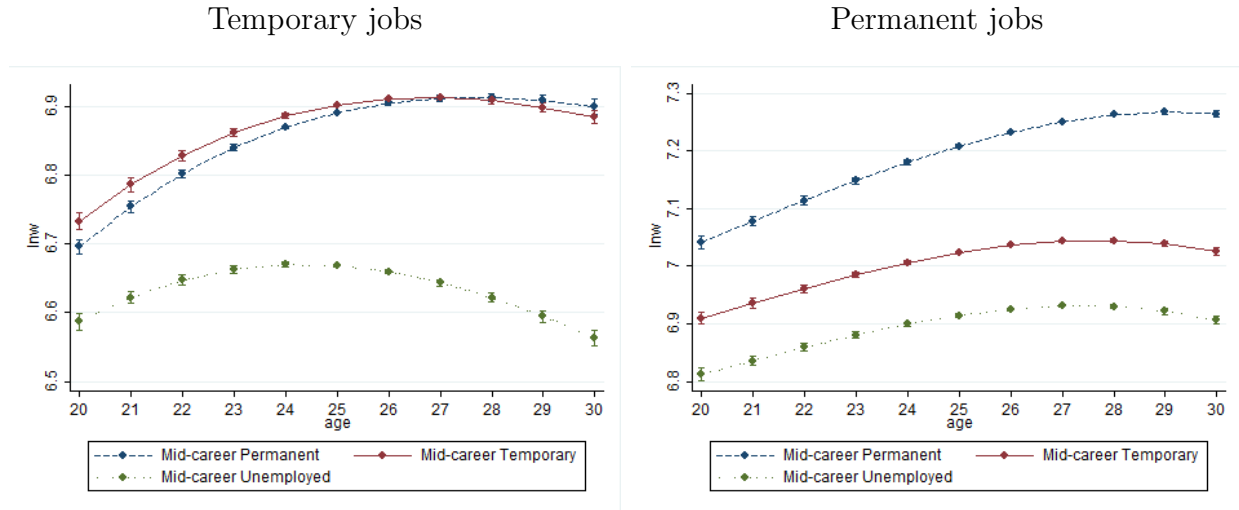 Temporary jobs
Permanent jobs
lnw
6.9
6.8
6.7
6.6
6.5
20 21 22 23 24 25 26 27 28 29 30
age
Mid-career Permanent Mid-career Temporary
Mid-career Unemployed
lnw
7.3
7.2
7.1
7
6.9
6.8
20 21 22 23 24 25 26 27 28 29 30
age
Mid-career Permanent Mid-career Temporary
Mid-career Unemployed